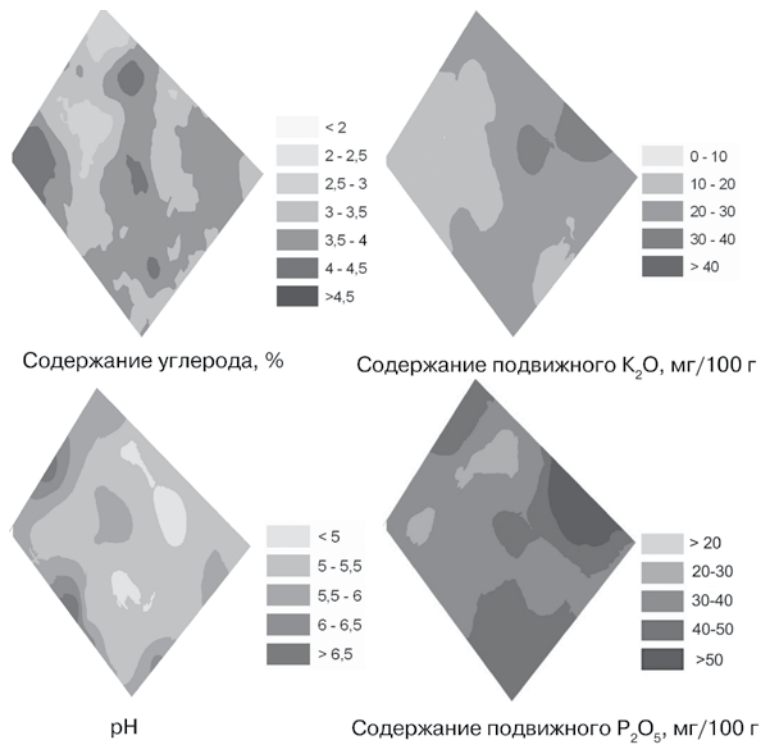 < 2
2 - 2,5
2,5 - 3
3 - 3,5
3,5 - 4
4 - 4,5
>4,5
Содержание углерода, %
0 - 10
10 - 20
20 - 30
30 - 40
> 40
Содержание подвижного K₂O, мг/100 г
< 5
5 - 5,5
5,5 - 6
6 - 6,5
> 6,5
pH
> 20
20-30
30-40
40-50
>50
Содержание подвижного P₂O₅, мг/100 г